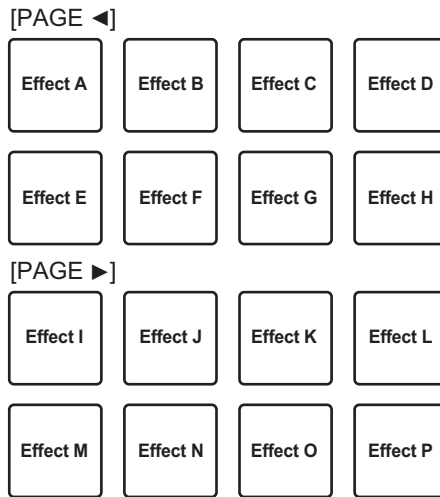 [PAGE ◄]
Effect A Effect B Effect C Effect D
Effect E Effect F Effect G Effect H
[PAGE ►]
Effect I Effect J Effect K Effect L
Effect M Effect N Effect O Effect P